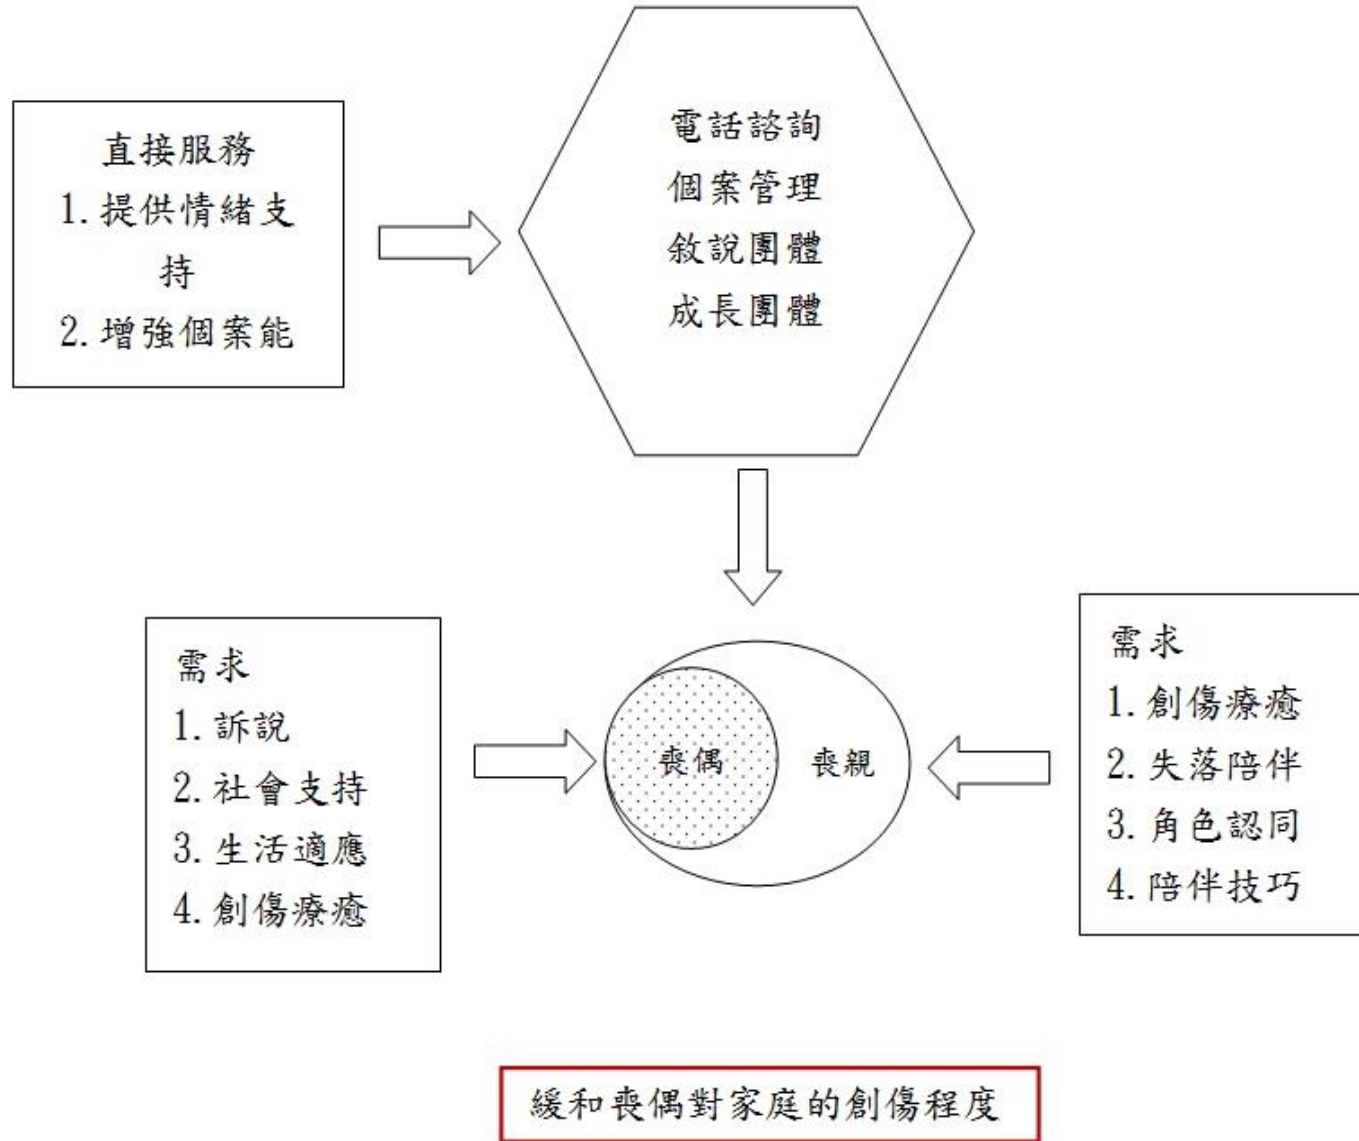 直接服務
1.提供情緒支
持
2.增強個案能
電話諮詢
個案管理
敘說團體
成長團體
需求
1.訴說
2.社會支持
3.生活適應
4.創傷療癒
喪偶
喪親
需求
1.創傷療癒
2.失落陪伴
3.角色認同
4.陪伴技巧
緩和喪偶對家庭的創傷程度